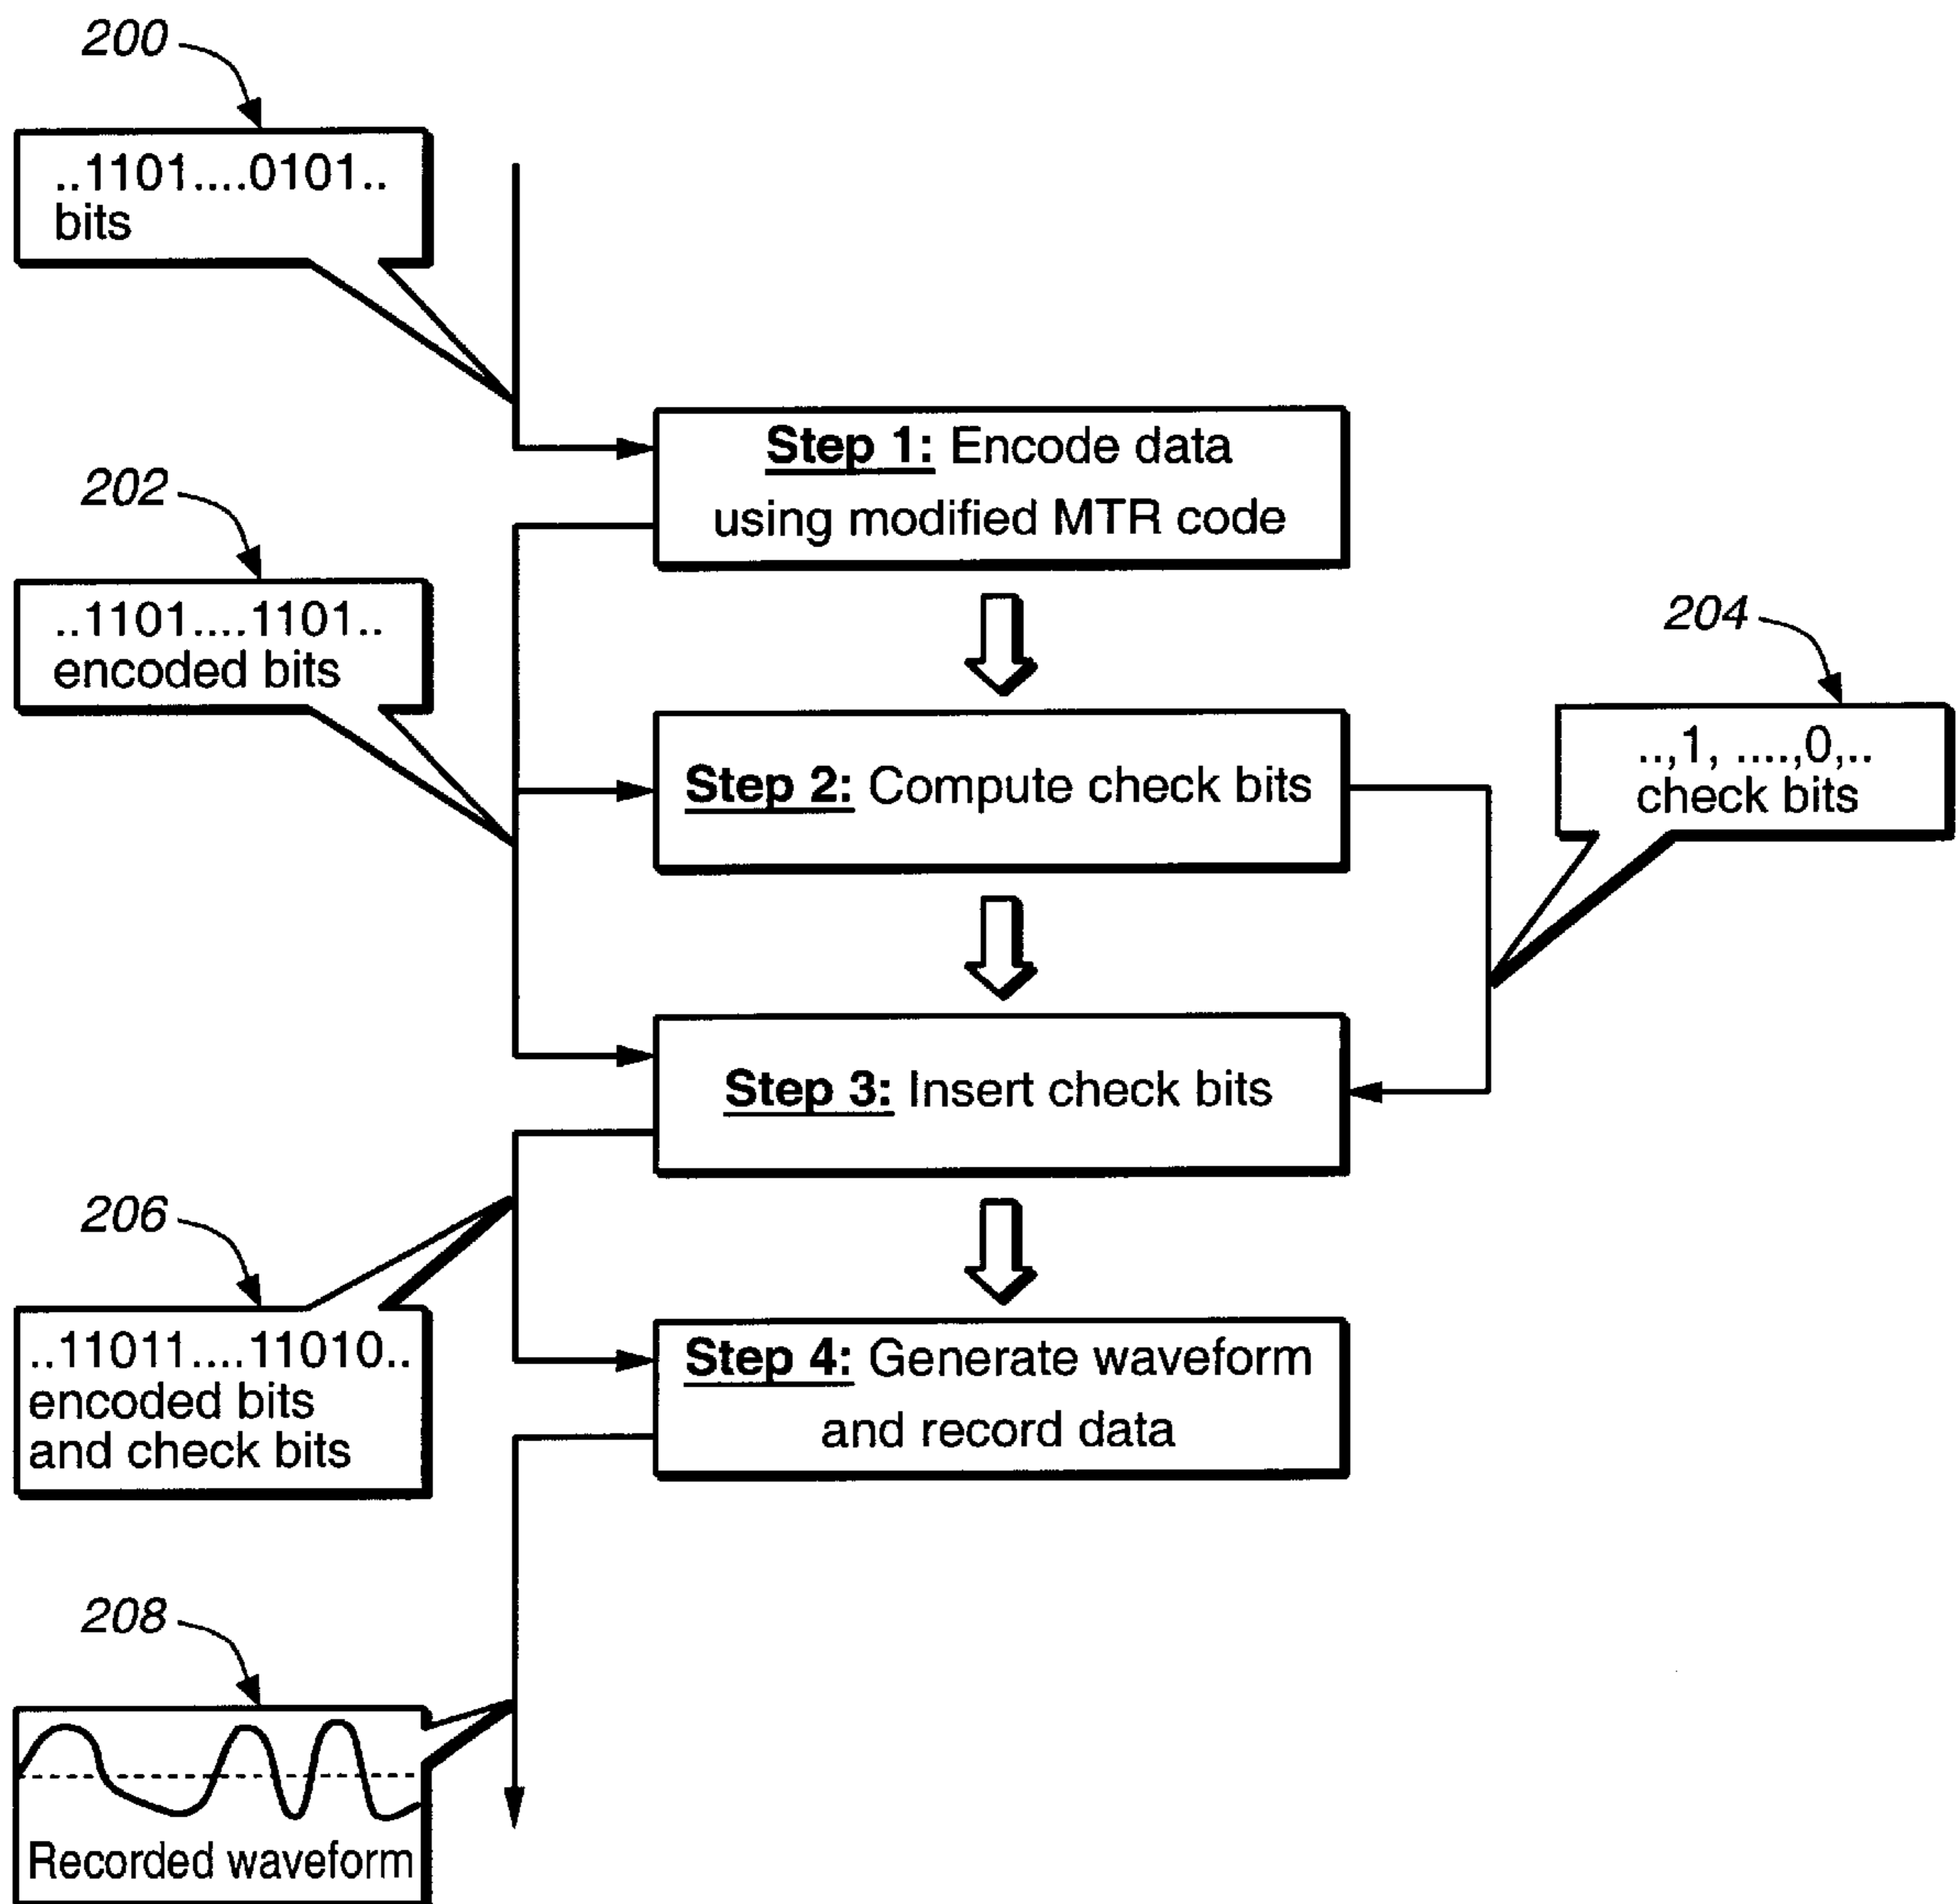 200
..1101....0101..
bits
Step 1: Encode data
using modified MTR code
202
..1101....1101..
encoded bits
204
..,1, ....,0,..
check bits
Step 2: Compute check bits
Step 3: Insert check bits
206
..11011....11010..
encoded bits
and check bits
Step 4: Generate waveform
and record data
208
Recorded waveform